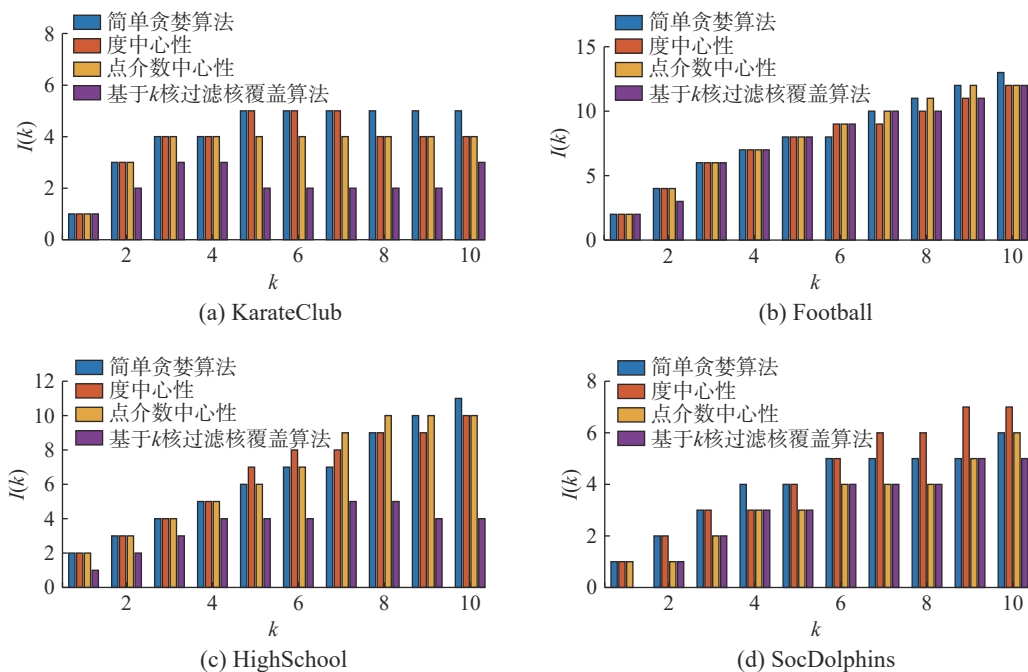 8
6
4
2
0
I(k)
简单贪婪算法
度中心性
点介数中心性
基于k核过滤核覆盖算法
2 4 6 8 10
k
(a) KarateClub
15
10
5
0
I(k)
简单贪婪算法
度中心性
点介数中心性
基于k核过滤核覆盖算法
2 4 6 8 10
k
(b) Football
12
10
8
6
4
2
0
I(k)
简单贪婪算法
度中心性
点介数中心性
基于k核过滤核覆盖算法
2 4 6 8 10
k
(c) HighSchool
8
6
4
2
0
I(k)
简单贪婪算法
度中心性
点介数中心性
基于k核过滤核覆盖算法
2 4 6 8 10
k
(d) SocDolphins